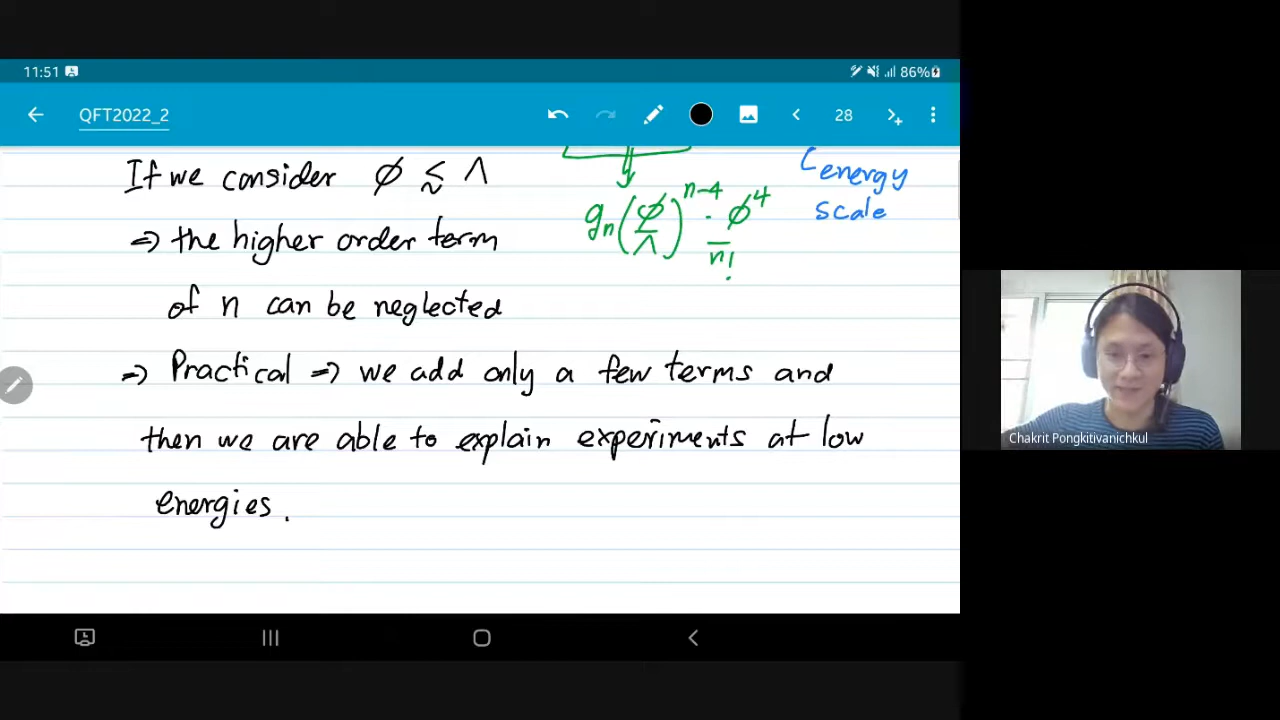 11:51
86%
QFT2022_2
28
If we consider ϕ ≲ Λ
⇒ the higher order term
of n can be neglected
gₙ(ϕ/Λ)ⁿ⁻⁴ · ϕ⁴/n!
energy
scale
⇒ Practical ⇒ we add only a few terms and
then we are able to explain experiments at low
energies.
Chakrit Pongkitivanichkul